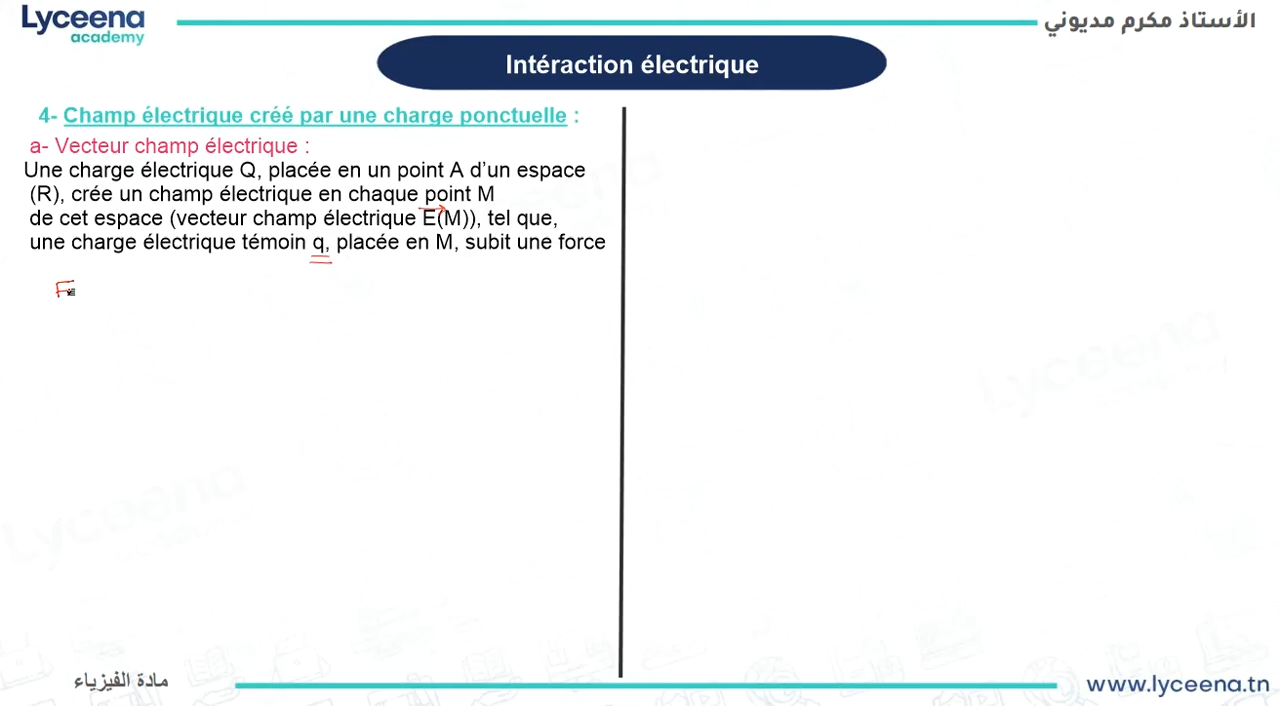 Lyceena
academy
الأستاذ مكرم مديوني
Intéraction électrique
4- Champ électrique créé par une charge ponctuelle :
a- Vecteur champ électrique :
Une charge électrique Q, placée en un point A d’un espace
(R), crée un champ électrique en chaque point M
de cet espace (vecteur champ électrique E(M)), tel que,
une charge électrique témoin q, placée en M, subit une force
F
مادة الفيزياء
www.lyceena.tn